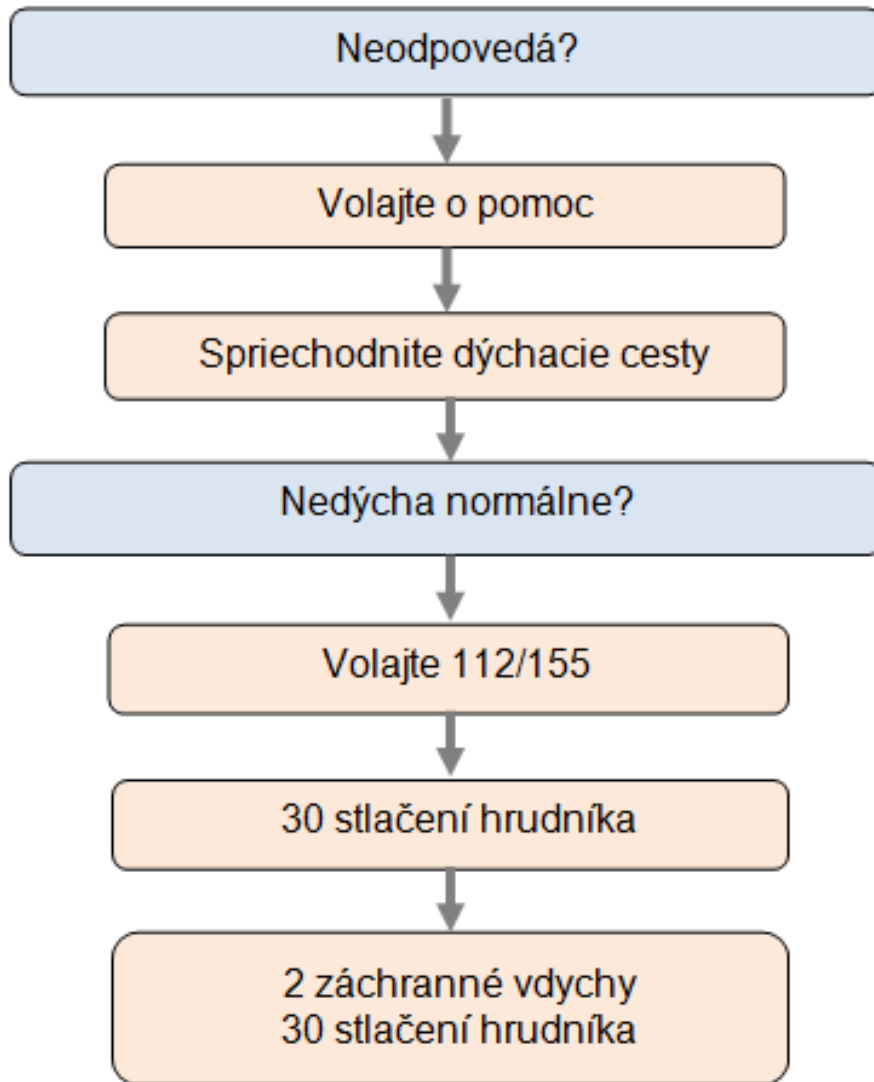 Neodpovedá?
Volajte o pomoc
Spriechodnite dýchacie cesty
Nedýcha normálne?
Volajte 112/155
30 stlačení hrudníka
2 záchranné vdychy
30 stlačení hrudníka